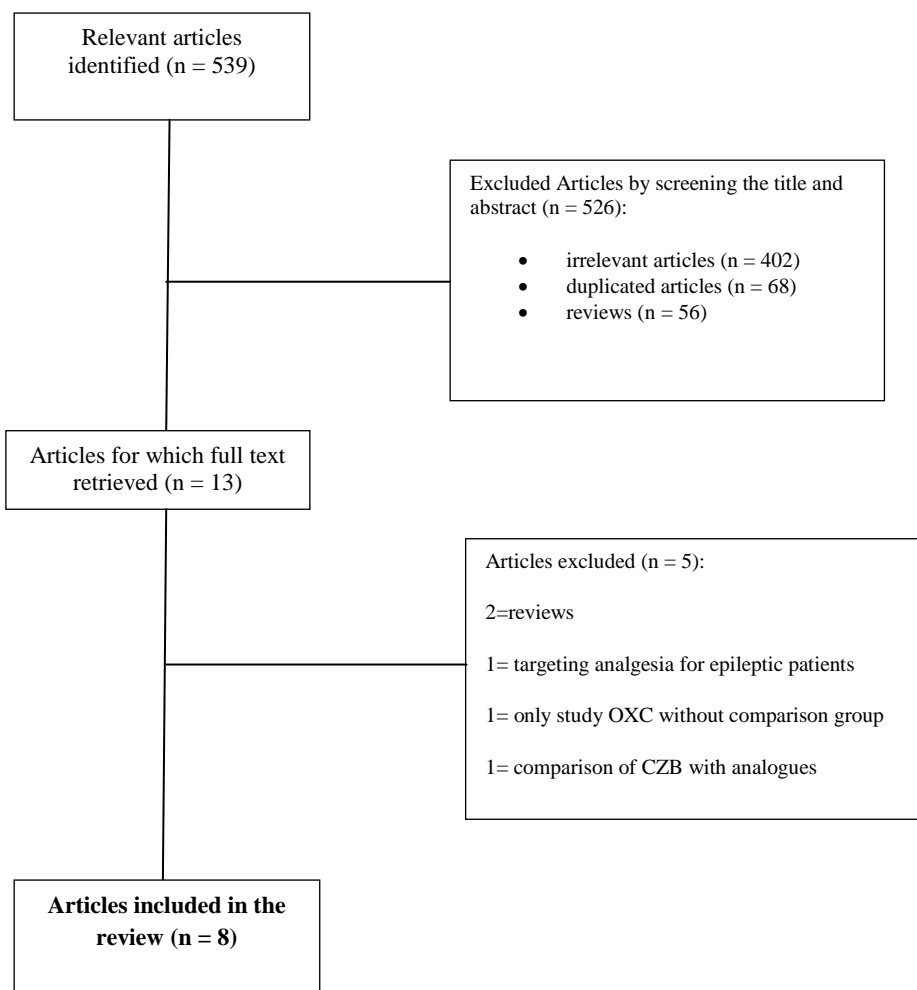 Relevant articles
identified (n = 539)
Excluded Articles by screening the title and
abstract (n = 526):
• irrelevant articles (n = 402)
• duplicated articles (n = 68)
• reviews (n = 56)
Articles for which full text
retrieved (n = 13)
Articles excluded (n = 5):
2=reviews
1= targeting analgesia for epileptic patients
1= only study OXC without comparison group
1= comparison of CZB with analogues
Articles included in the
review (n = 8)